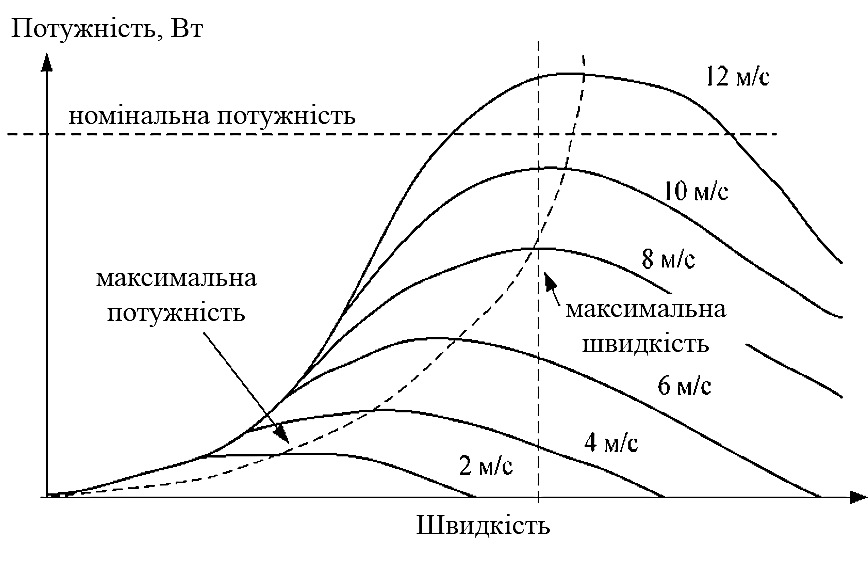 Потужність, Вт
12 м/с
номінальна потужність
10 м/с
8 м/с
максимальна
потужність
максимальна
швидкість
6 м/с
4 м/с
2 м/с
Швидкість